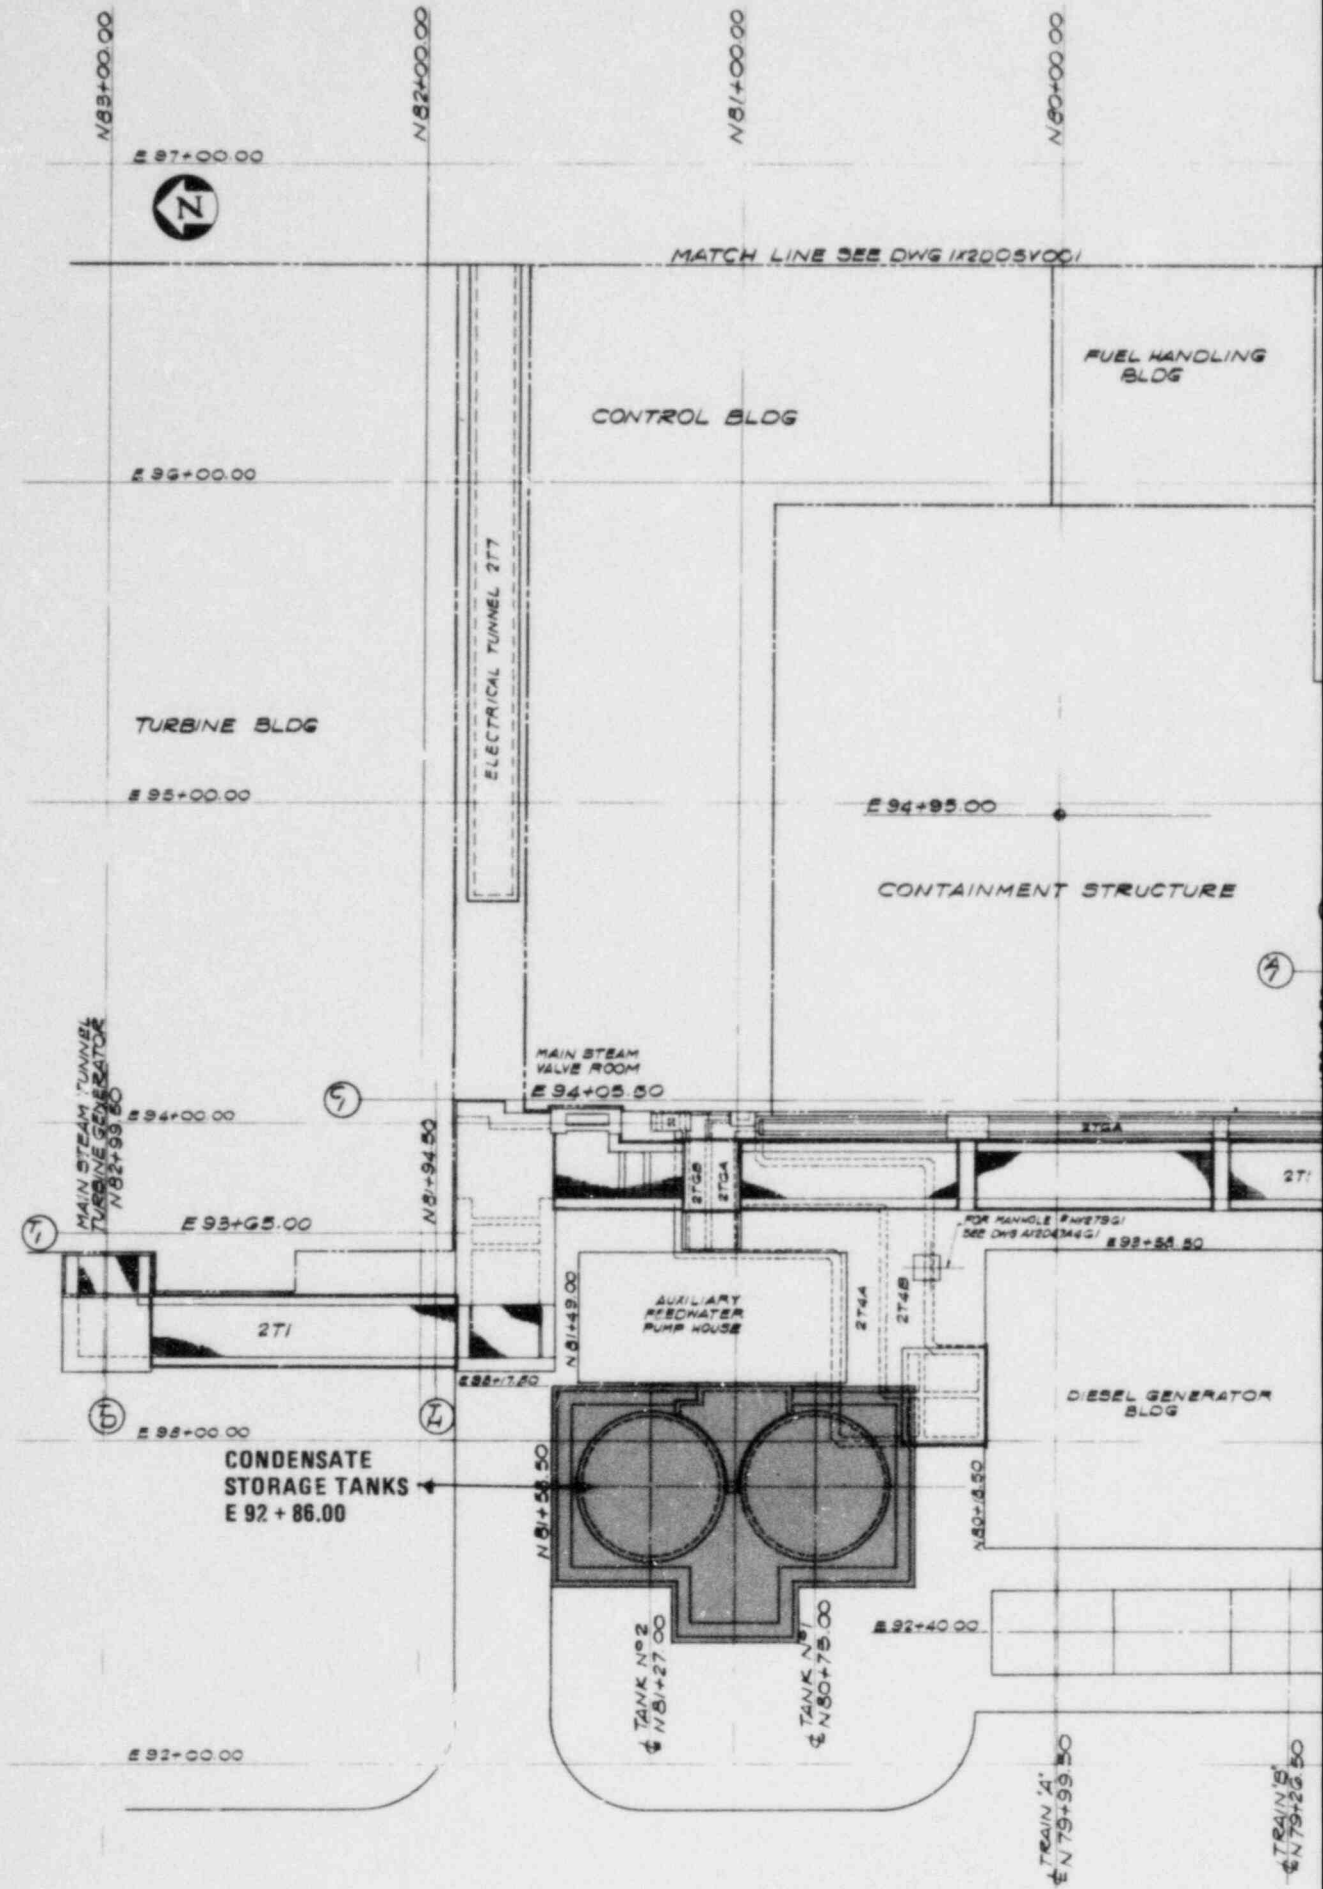 N83+00.00
N82+00.00
N81+00.00
N80+00.00
E 97+00.00
N
MATCH LINE SEE DWG 1X2D05V001
FUEL HANDLING
BLDG
CONTROL BLDG
E 96+00.00
ELECTRICAL TUNNEL 2T7
TURBINE BLDG
E 95+00.00
E 94+95.00
CONTAINMENT STRUCTURE
MAIN STEAM TUNNEL
TURBINE GENERATOR
N82+99.50
MAIN STEAM
VALVE ROOM
E 94+05.50
E 94+00.00
N81+94.50
2T6A
2T6B
2T6A
2T1
E 93+65.00
FOR MANHOLE
SEE DWG
E 93+58.50
N81+49.00
AUXILIARY
FEEDWATER
PUMP HOUSE
2T4A
2T4B
2T1
E 93+17.50
DIESEL GENERATOR
BLDG
E 93+00.00
CONDENSATE
STORAGE TANKS
E 92 + 86.00
N81+58.50
N80+18.50
E 92+40.00
℄ TANK Nº2
N81+27.00
℄ TANK Nº1
N80+75.00
E 92+00.00
℄ TRAIN 'A'
N79+99.50
℄ TRAIN 'B'
N79+26.50